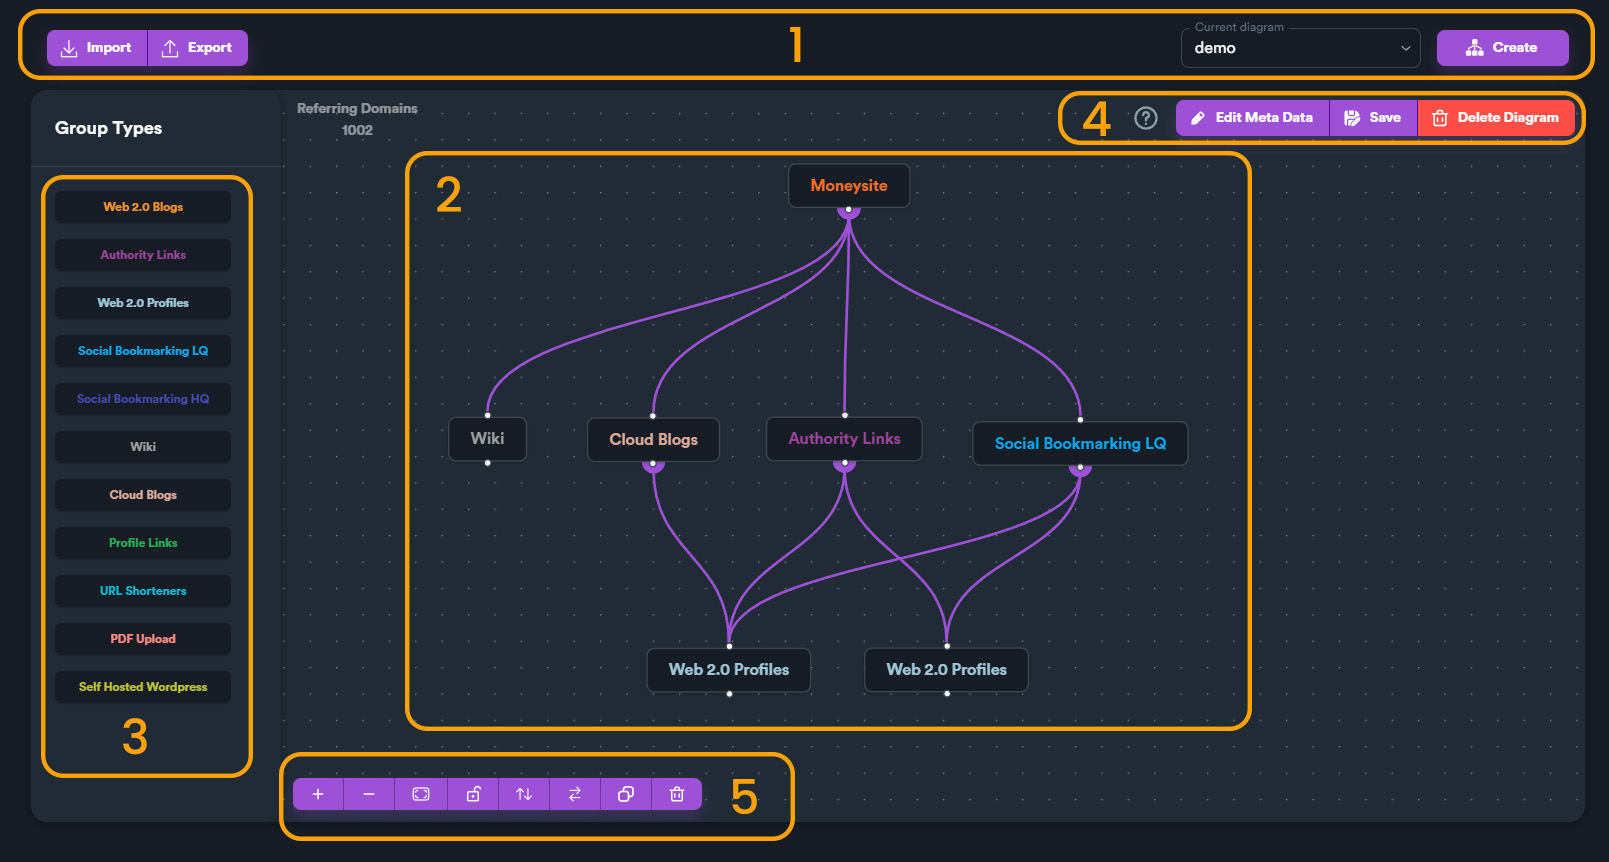 Import
Export
1
Current diagram
demo
Create
Group Types
Referring Domains
1002
4
?
Edit Meta Data
Save
Delete Diagram
2
Moneysite
Web 2.0 Blogs
Authority Links
Web 2.0 Profiles
Social Bookmarking LQ
Social Bookmarking HQ
Wiki
Cloud Blogs
Profile Links
URL Shorteners
PDF Upload
Self Hosted Wordpress
3
Wiki
Cloud Blogs
Authority Links
Social Bookmarking LQ
Web 2.0 Profiles
Web 2.0 Profiles
5